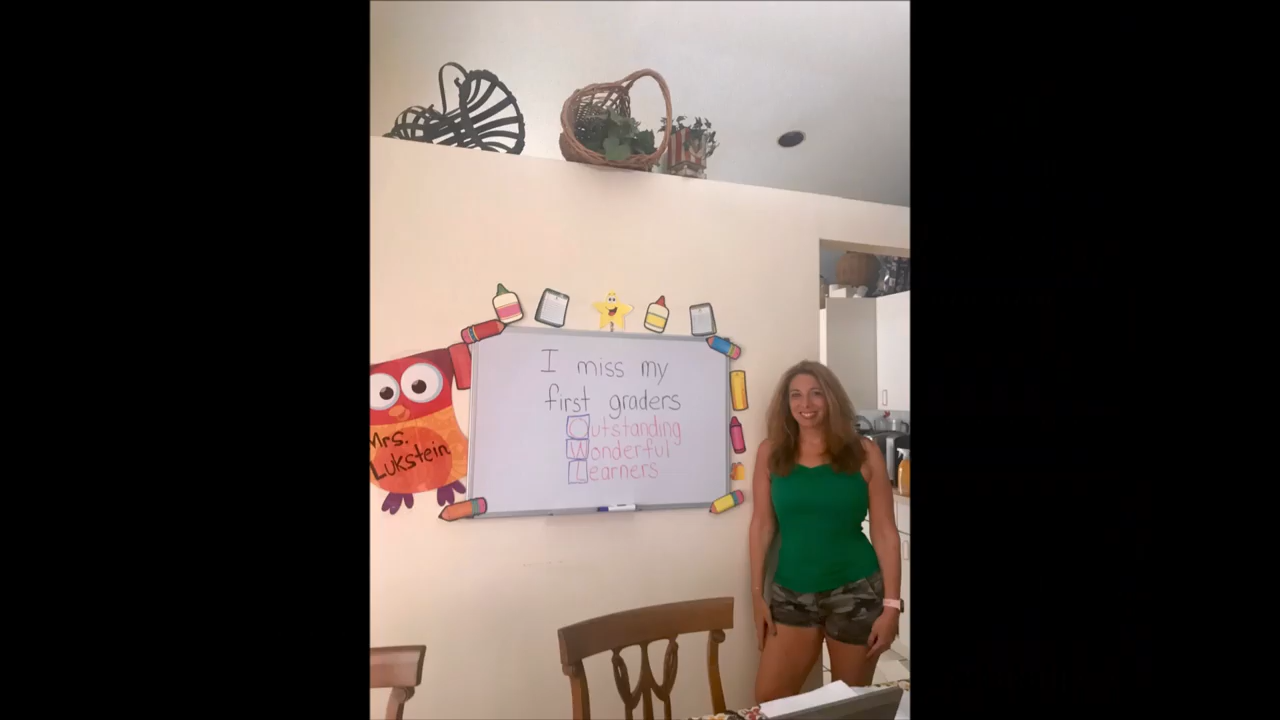 I miss my
first graders
Outstanding
Wonderful
Learners
Mrs.
Lukstein